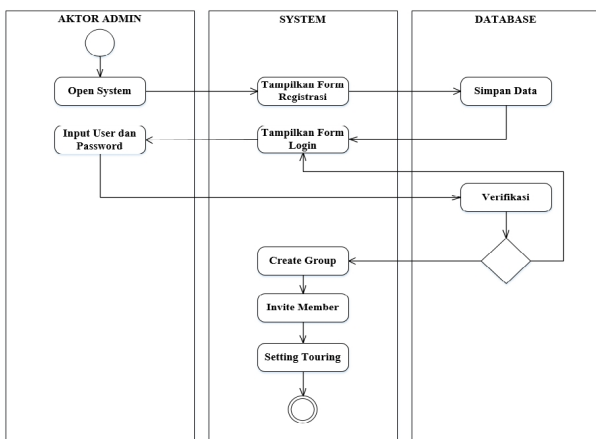 AKTOR ADMIN
SYSTEM
DATABASE
Open System
Tampilkan Form
Registrasi
Simpan Data
Input User dan
Password
Tampilkan Form
Login
Verifikasi
Create Group
Invite Member
Setting Touring